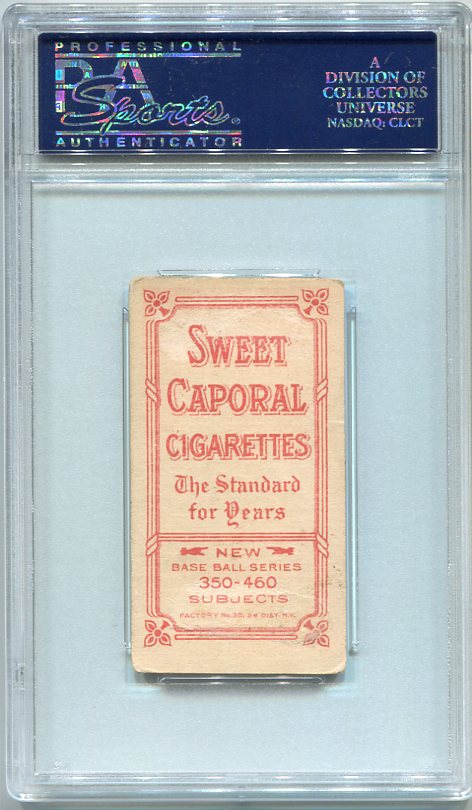 PROFESSIONAL
PSA
Sports
AUTHENTICATOR
A
DIVISION OF
COLLECTORS
UNIVERSE
NASDAQ: CLCT
SWEET
CAPORAL
CIGARETTES
The Standard
for Years
NEW
BASE BALL SERIES
350-460
SUBJECTS
FACTORY No. 30, 2d DIST. N.Y.